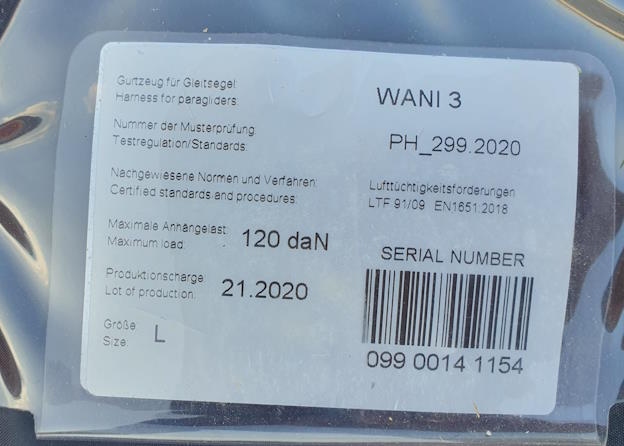 Gurtzeug für Gleitsegel:
Harness for paragliders:
WANI 3
Nummer der Musterprüfung:
Testregulation/Standards:
PH_299.2020
Nachgewiesene Normen und Verfahren:
Certified standards and procedures:
Lufttüchtigkeitsforderungen
LTF 91/09 EN1651:2018
Maximale Anhängelast:
Maximum load:
120 daN
Produktionscharge
Lot of production:
21.2020
Größe
Size:
L
SERIAL NUMBER
099 0014 1154